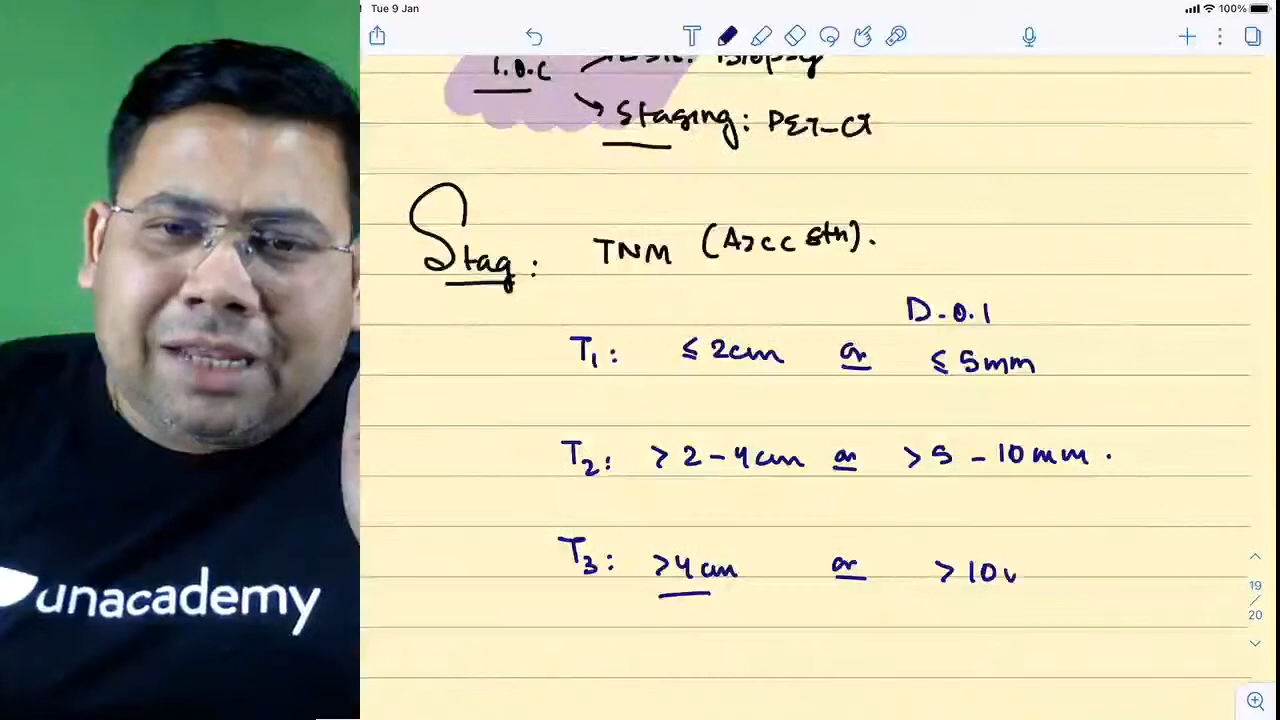 Tue 9 Jan
100%
I.O.C
Biopsy
Staging: PET-CT
Stag: TNM (AJCC 8th).
D.O.I
T1: ≤ 2cm or ≤ 5mm
T2: > 2 - 4cm or > 5 - 10mm.
T3: > 4cm or > 10
19
/
20
unacademy